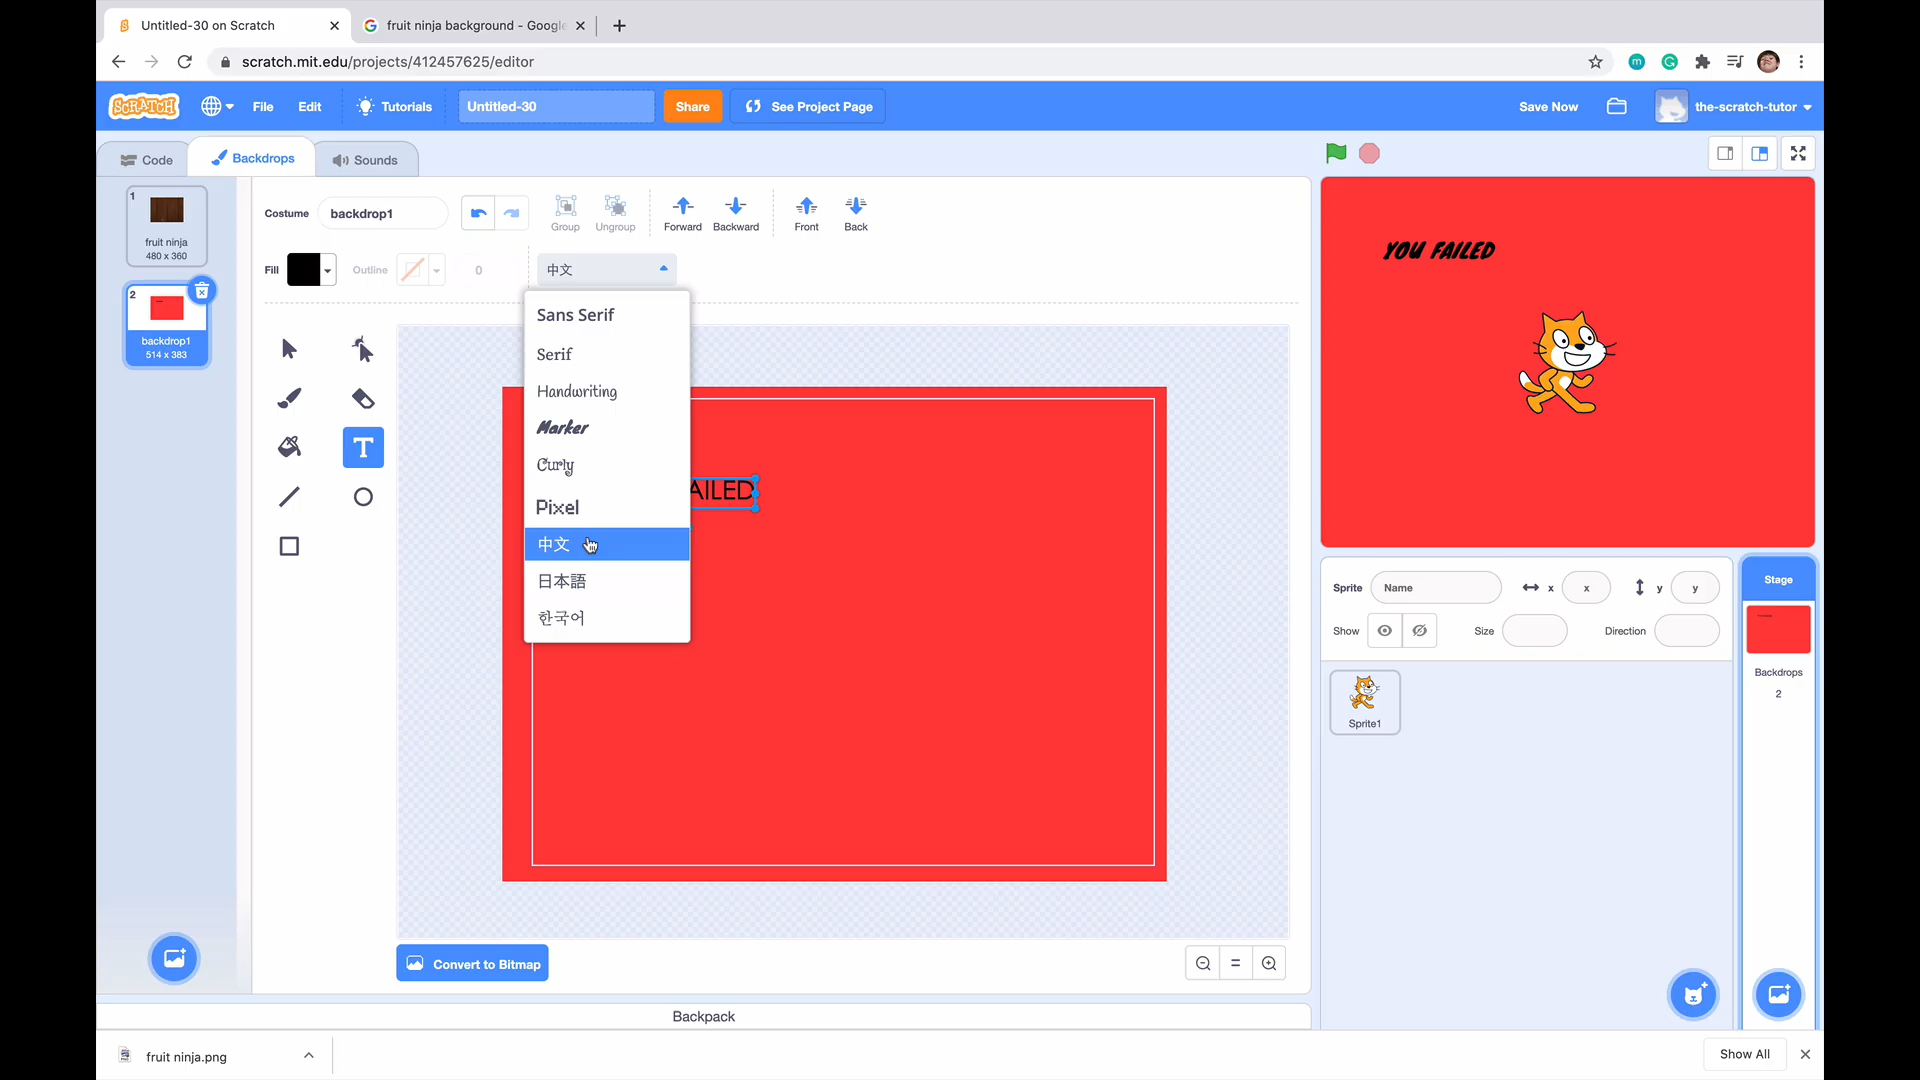 Untitled-30 on Scratch
fruit ninja background - Google
scratch.mit.edu/projects/412457625/editor
SCRATCH
File
Edit
Tutorials
Untitled-30
Share
See Project Page
Save Now
the-scratch-tutor
Code
Backdrops
Sounds
1
fruit ninja
480 x 360
2
backdrop1
514 x 383
Costume
backdrop1
Group
Ungroup
Forward
Backward
Front
Back
Fill
Outline
0
中文
Sans Serif
Serif
Handwriting
Marker
Curly
Pixel
中文
日本語
한국어
AILED
T
Convert to Bitmap
Backpack
YOU FAILED
Sprite
Name
x
x
y
y
Show
Size
Direction
Sprite1
Stage
Backdrops
2
fruit ninja.png
Show All